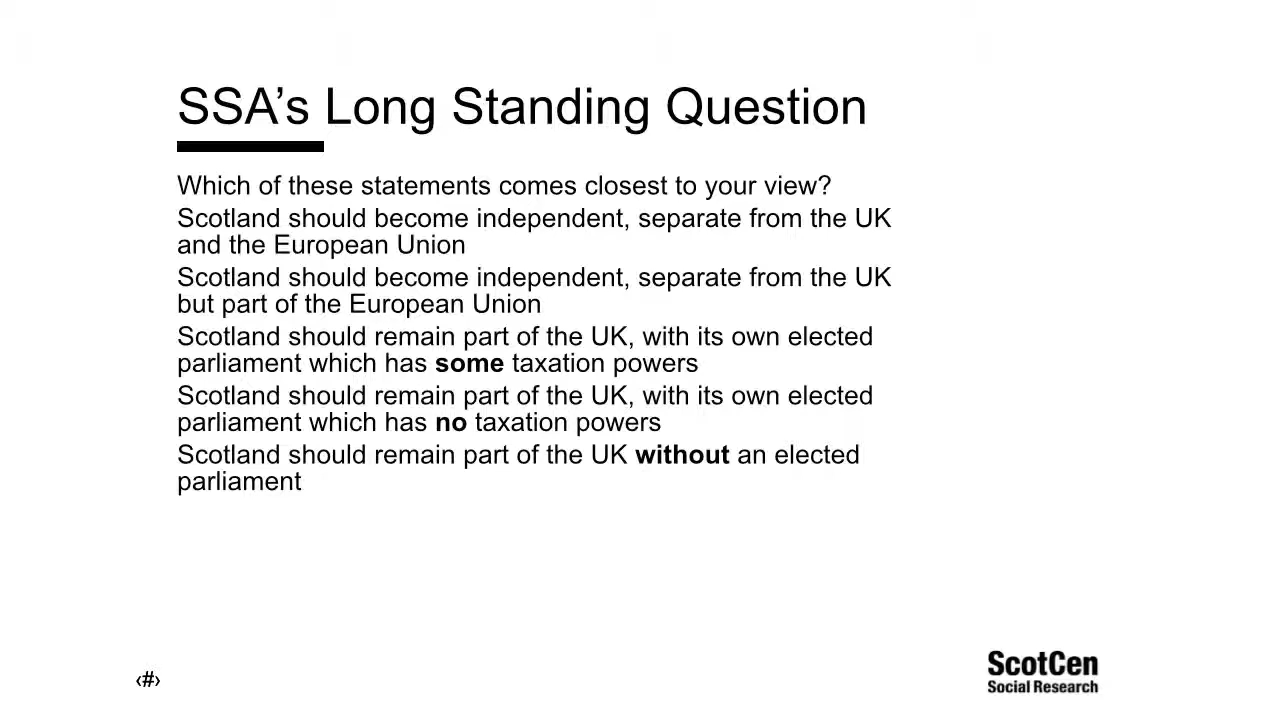 SSA’s Long Standing Question
Which of these statements comes closest to your view?
Scotland should become independent, separate from the UK
and the European Union
Scotland should become independent, separate from the UK
but part of the European Union
Scotland should remain part of the UK, with its own elected
parliament which has some taxation powers
Scotland should remain part of the UK, with its own elected
parliament which has no taxation powers
Scotland should remain part of the UK without an elected
parliament
‹#›
ScotCen
Social Research